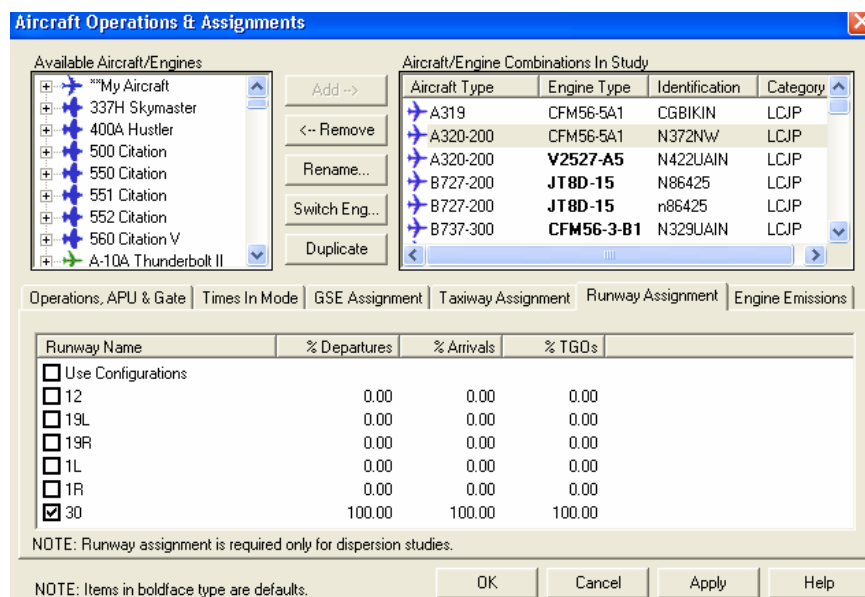 Aircraft Operations & Assignments
Available Aircraft/Engines
**My Aircraft
337H Skymaster
400A Hustler
500 Citation
550 Citation
551 Citation
552 Citation
560 Citation V
A-10A Thunderbolt II
Add -->
<-- Remove
Rename...
Switch Eng...
Duplicate
Aircraft/Engine Combinations In Study
Aircraft Type Engine Type Identification Category
A319 CFM56-5A1 CGBIKIN LCJP
A320-200 CFM56-5A1 N372NW LCJP
A320-200 V2527-A5 N422UAIN LCJP
B727-200 JT8D-15 N86425 LCJP
B727-200 JT8D-15 n86425 LCJP
B737-300 CFM56-3-B1 N329UAIN LCJP
Operations, APU & Gate Times In Mode GSE Assignment Taxiway Assignment Runway Assignment Engine Emissions
Runway Name % Departures % Arrivals % TGOs
Use Configurations
12 0.00 0.00 0.00
19L 0.00 0.00 0.00
19R 0.00 0.00 0.00
1L 0.00 0.00 0.00
1R 0.00 0.00 0.00
30 100.00 100.00 100.00
NOTE: Runway assignment is required only for dispersion studies.
NOTE: Items in boldface type are defaults.
OK Cancel Apply Help